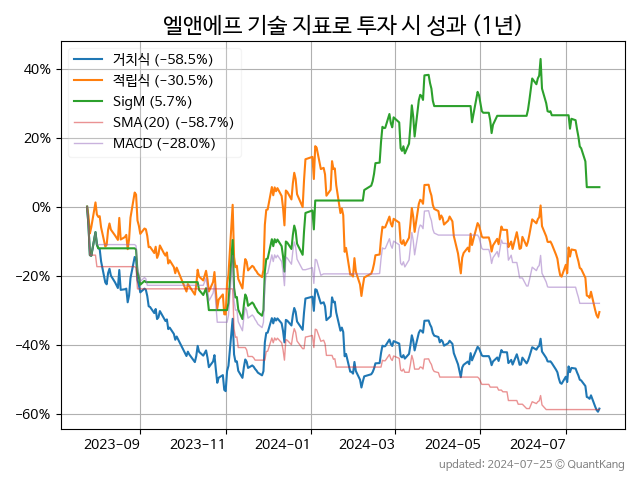 엘앤에프 기술 지표로 투자 시 성과 (1년)
거치식 (−58.5%)
적립식 (−30.5%)
SigM (5.7%)
SMA(20) (−58.7%)
MACD (−28.0%)
40%
20%
0%
−20%
−40%
−60%
2023-09 2023-11 2024-01 2024-03 2024-05 2024-07
updated: 2024-07-25 © QuantKang